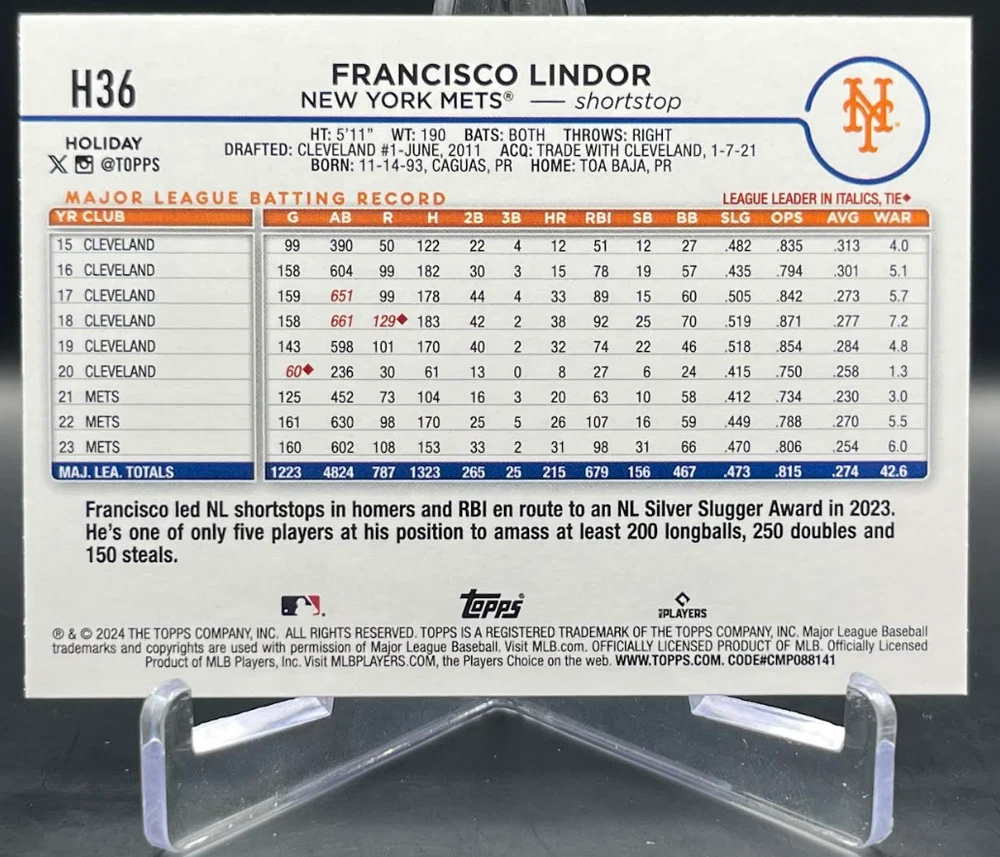 H36
FRANCISCO LINDOR
NEW YORK METS® — shortstop
NY
HOLIDAY
X @TOPPS
HT: 5'11" WT: 190 BATS: BOTH THROWS: RIGHT
DRAFTED: CLEVELAND #1-JUNE, 2011 ACQ: TRADE WITH CLEVELAND, 1-7-21
BORN: 11-14-93, CAGUAS, PR HOME: TOA BAJA, PR
MAJOR LEAGUE BATTING RECORD LEAGUE LEADER IN ITALICS, TIE◆
YR CLUB G AB R H 2B 3B HR RBI SB BB SLG OPS AVG WAR
15 CLEVELAND 99 390 50 122 22 4 12 51 12 27 .482 .835 .313 4.0
16 CLEVELAND 158 604 99 182 30 3 15 78 19 57 .435 .794 .301 5.1
17 CLEVELAND 159 651 99 178 44 4 33 89 15 60 .505 .842 .273 5.7
18 CLEVELAND 158 661 129◆ 183 42 2 38 92 25 70 .519 .871 .277 7.2
19 CLEVELAND 143 598 101 170 40 2 32 74 22 46 .518 .854 .284 4.8
20 CLEVELAND 60◆ 236 30 61 13 0 8 27 6 24 .415 .750 .258 1.3
21 METS 125 452 73 104 16 3 20 63 10 58 .412 .734 .230 3.0
22 METS 161 630 98 170 25 5 26 107 16 59 .449 .788 .270 5.5
23 METS 160 602 108 153 33 2 31 98 31 66 .470 .806 .254 6.0
MAJ. LEA. TOTALS 1223 4824 787 1323 265 25 215 679 156 467 .473 .815 .274 42.6
Francisco led NL shortstops in homers and RBI en route to an NL Silver Slugger Award in 2023.
He's one of only five players at his position to amass at least 200 longballs, 250 doubles and
150 steals.
Topps® PLAYERS
® & © 2024 THE TOPPS COMPANY, INC. ALL RIGHTS RESERVED. TOPPS IS A REGISTERED TRADEMARK OF THE TOPPS COMPANY, INC. Major League Baseball
trademarks and copyrights are used with permission of Major League Baseball. Visit MLB.com. OFFICIALLY LICENSED PRODUCT OF MLB. Officially Licensed
Product of MLB Players, Inc. Visit MLBPLAYERS.COM, the Players Choice on the web. WWW.TOPPS.COM. CODE#CMP088141